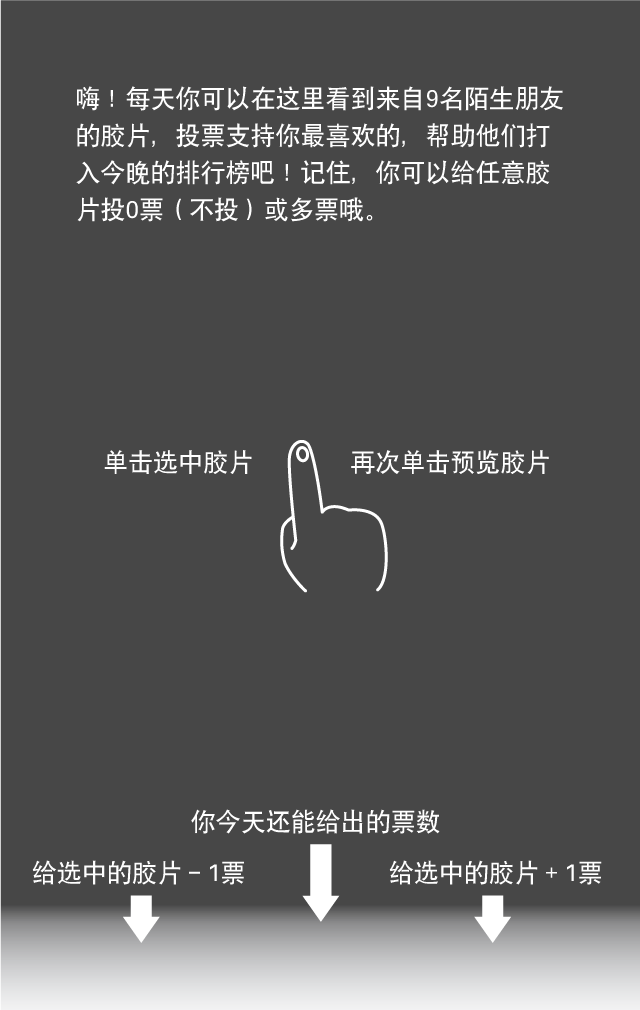 嗨！每天你可以在这里看到来自9名陌生朋友
的胶片，投票支持你最喜欢的，帮助他们打
入今晚的排行榜吧！记住，你可以给任意胶
片投0票（不投）或多票哦。
单击选中胶片
再次单击预览胶片
你今天还能给出的票数
给选中的胶片－1票
给选中的胶片＋1票